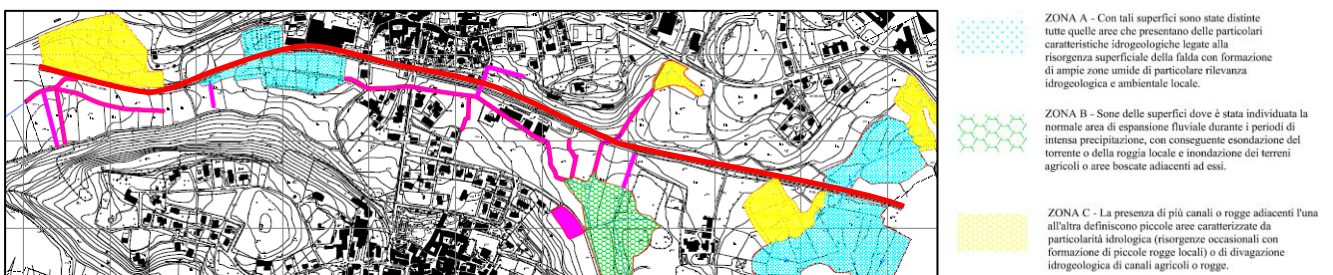 ZONA A - Con tali superfici sono state distinte
tutte quelle aree che presentano delle particolari
caratteristiche idrogeologiche legate alla
risorgenza superficiale della falda con formazione
di ampie zone umide di particolare rilevanza
idrogeologica e ambientale locale.
ZONA B - Sone delle superfici dove è stata individuata la
normale area di espansione fluviale durante i periodi di
intensa precipitazione, con conseguente esondazione del
torrente o della roggia locale e inondazione dei terreni
agricoli o aree boscate adiacenti ad essi.
ZONA C - La presenza di più canali o rogge adiacenti l'una
all'altra definiscono piccole aree caratterizzate da
particolarità idrologica (risorgenze occasionali con
formazione di piccole rogge locali) o di divagazione
idrogeologica di canali agricoli o rogge.